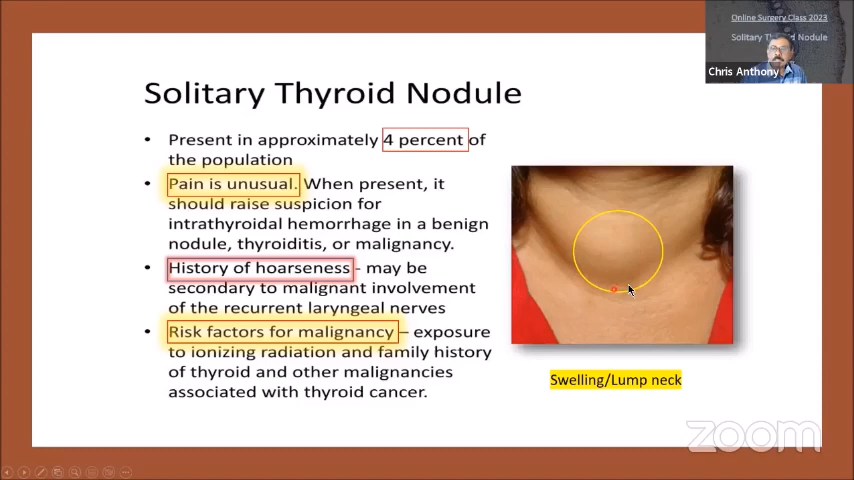 Online Surgery Class 2023
Solitary Thyroid Nodule
Chris Anthony
Solitary Thyroid Nodule
• Present in approximately 4 percent of
the population
• Pain is unusual. When present, it
should raise suspicion for
intrathyroidal hemorrhage in a benign
nodule, thyroiditis, or malignancy.
• History of hoarseness - may be
secondary to malignant involvement
of the recurrent laryngeal nerves
• Risk factors for malignancy – exposure
to ionizing radiation and family history
of thyroid and other malignancies
associated with thyroid cancer.
Swelling/Lump neck
zoom